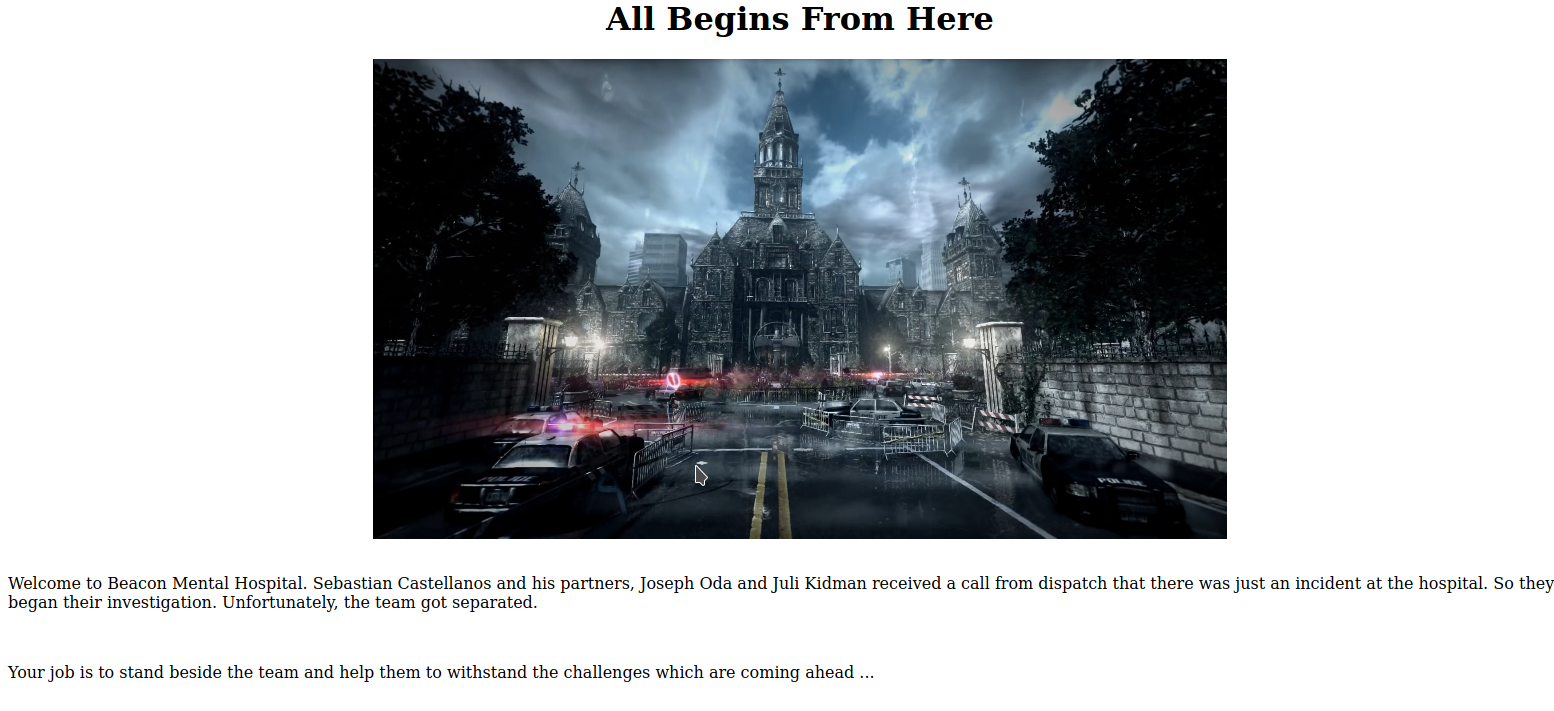 All Begins From Here
POLICE
POLICE
Welcome to Beacon Mental Hospital. Sebastian Castellanos and his partners, Joseph Oda and Juli Kidman received a call from dispatch that there was just an incident at the hospital. So they
began their investigation. Unfortunately, the team got separated.
Your job is to stand beside the team and help them to withstand the challenges which are coming ahead ...